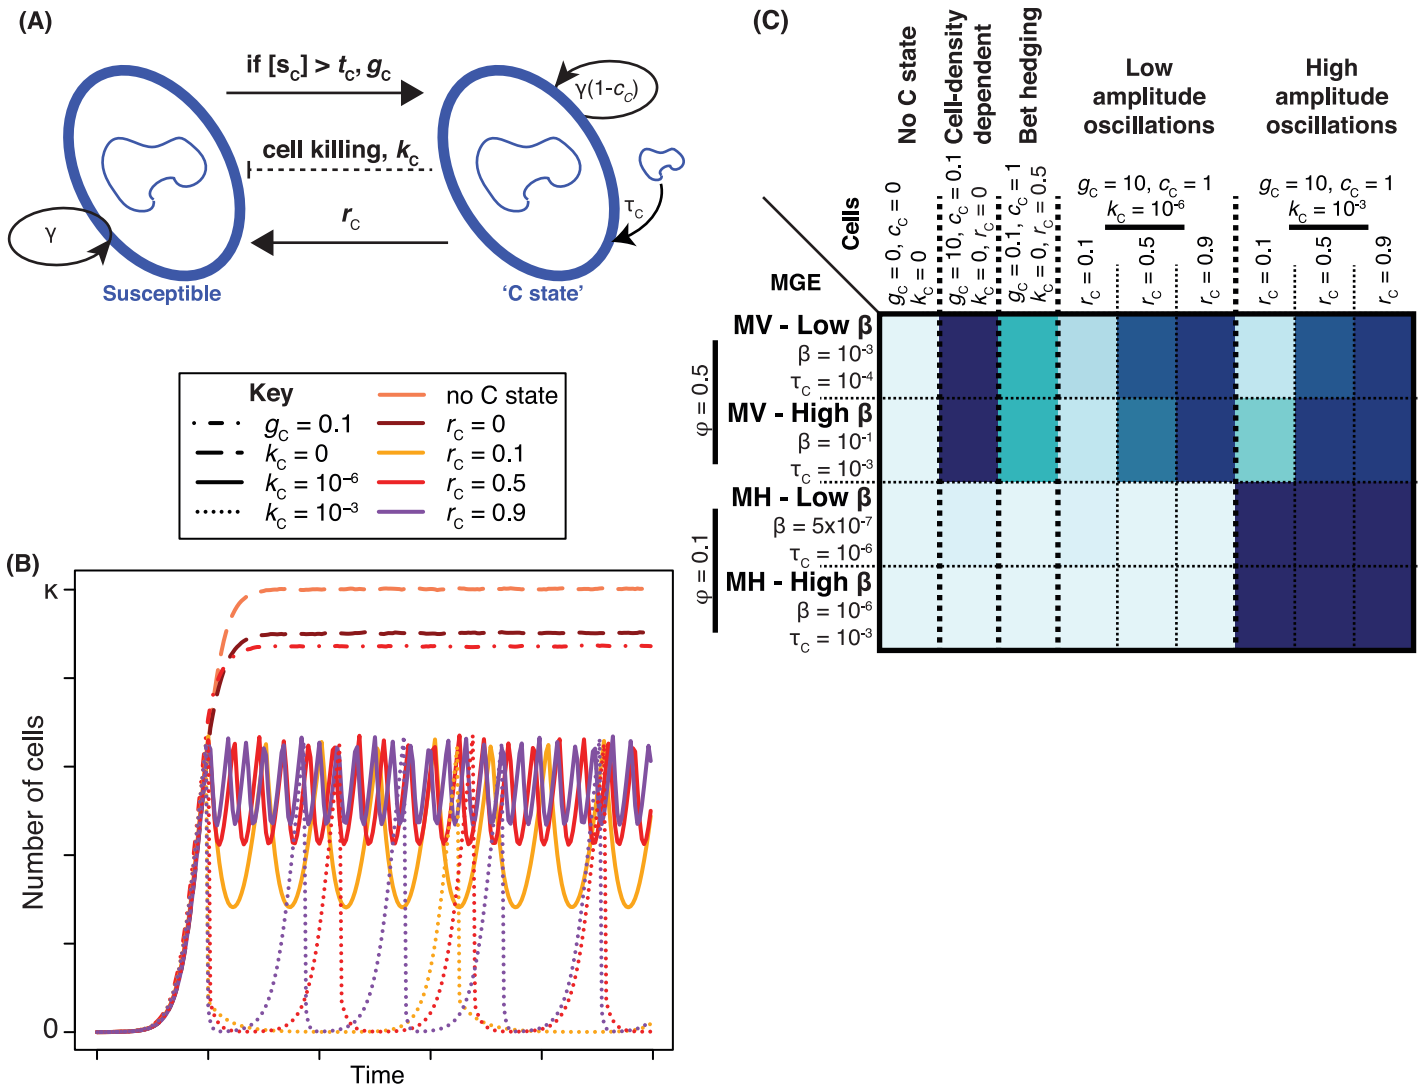 (A)
if [s_C] > t_C, g_C
γ(1-c_C)
cell killing, k_C
τ_C
r_C
γ
Susceptible
'C state'
Key
g_C = 0.1
k_C = 0
k_C = 10⁻⁶
k_C = 10⁻³
no C state
r_C = 0
r_C = 0.1
r_C = 0.5
r_C = 0.9
(B)
K
Number of cells
0
Time
(C)
No C state
Cell-density
dependent
Bet hedging
Low
amplitude
oscillations
High
amplitude
oscillations
Cells
MGE
g_C = 0, c_C = 0
k_C = 0
g_C = 10, c_C = 0.1
k_C = 0, r_C = 0
g_C = 0.1, c_C = 1
k_C = 0, r_C = 0.5
g_C = 10, c_C = 1
k_C = 10⁻⁶
r_C = 0.1
r_C = 0.5
r_C = 0.9
g_C = 10, c_C = 1
k_C = 10⁻³
r_C = 0.1
r_C = 0.5
r_C = 0.9
φ = 0.5
MV - Low β
β = 10⁻³
τ_C = 10⁻⁴
MV - High β
β = 10⁻¹
τ_C = 10⁻³
φ = 0.1
MH - Low β
β = 5x10⁻⁷
τ_C = 10⁻⁶
MH - High β
β = 10⁻⁶
τ_C = 10⁻³